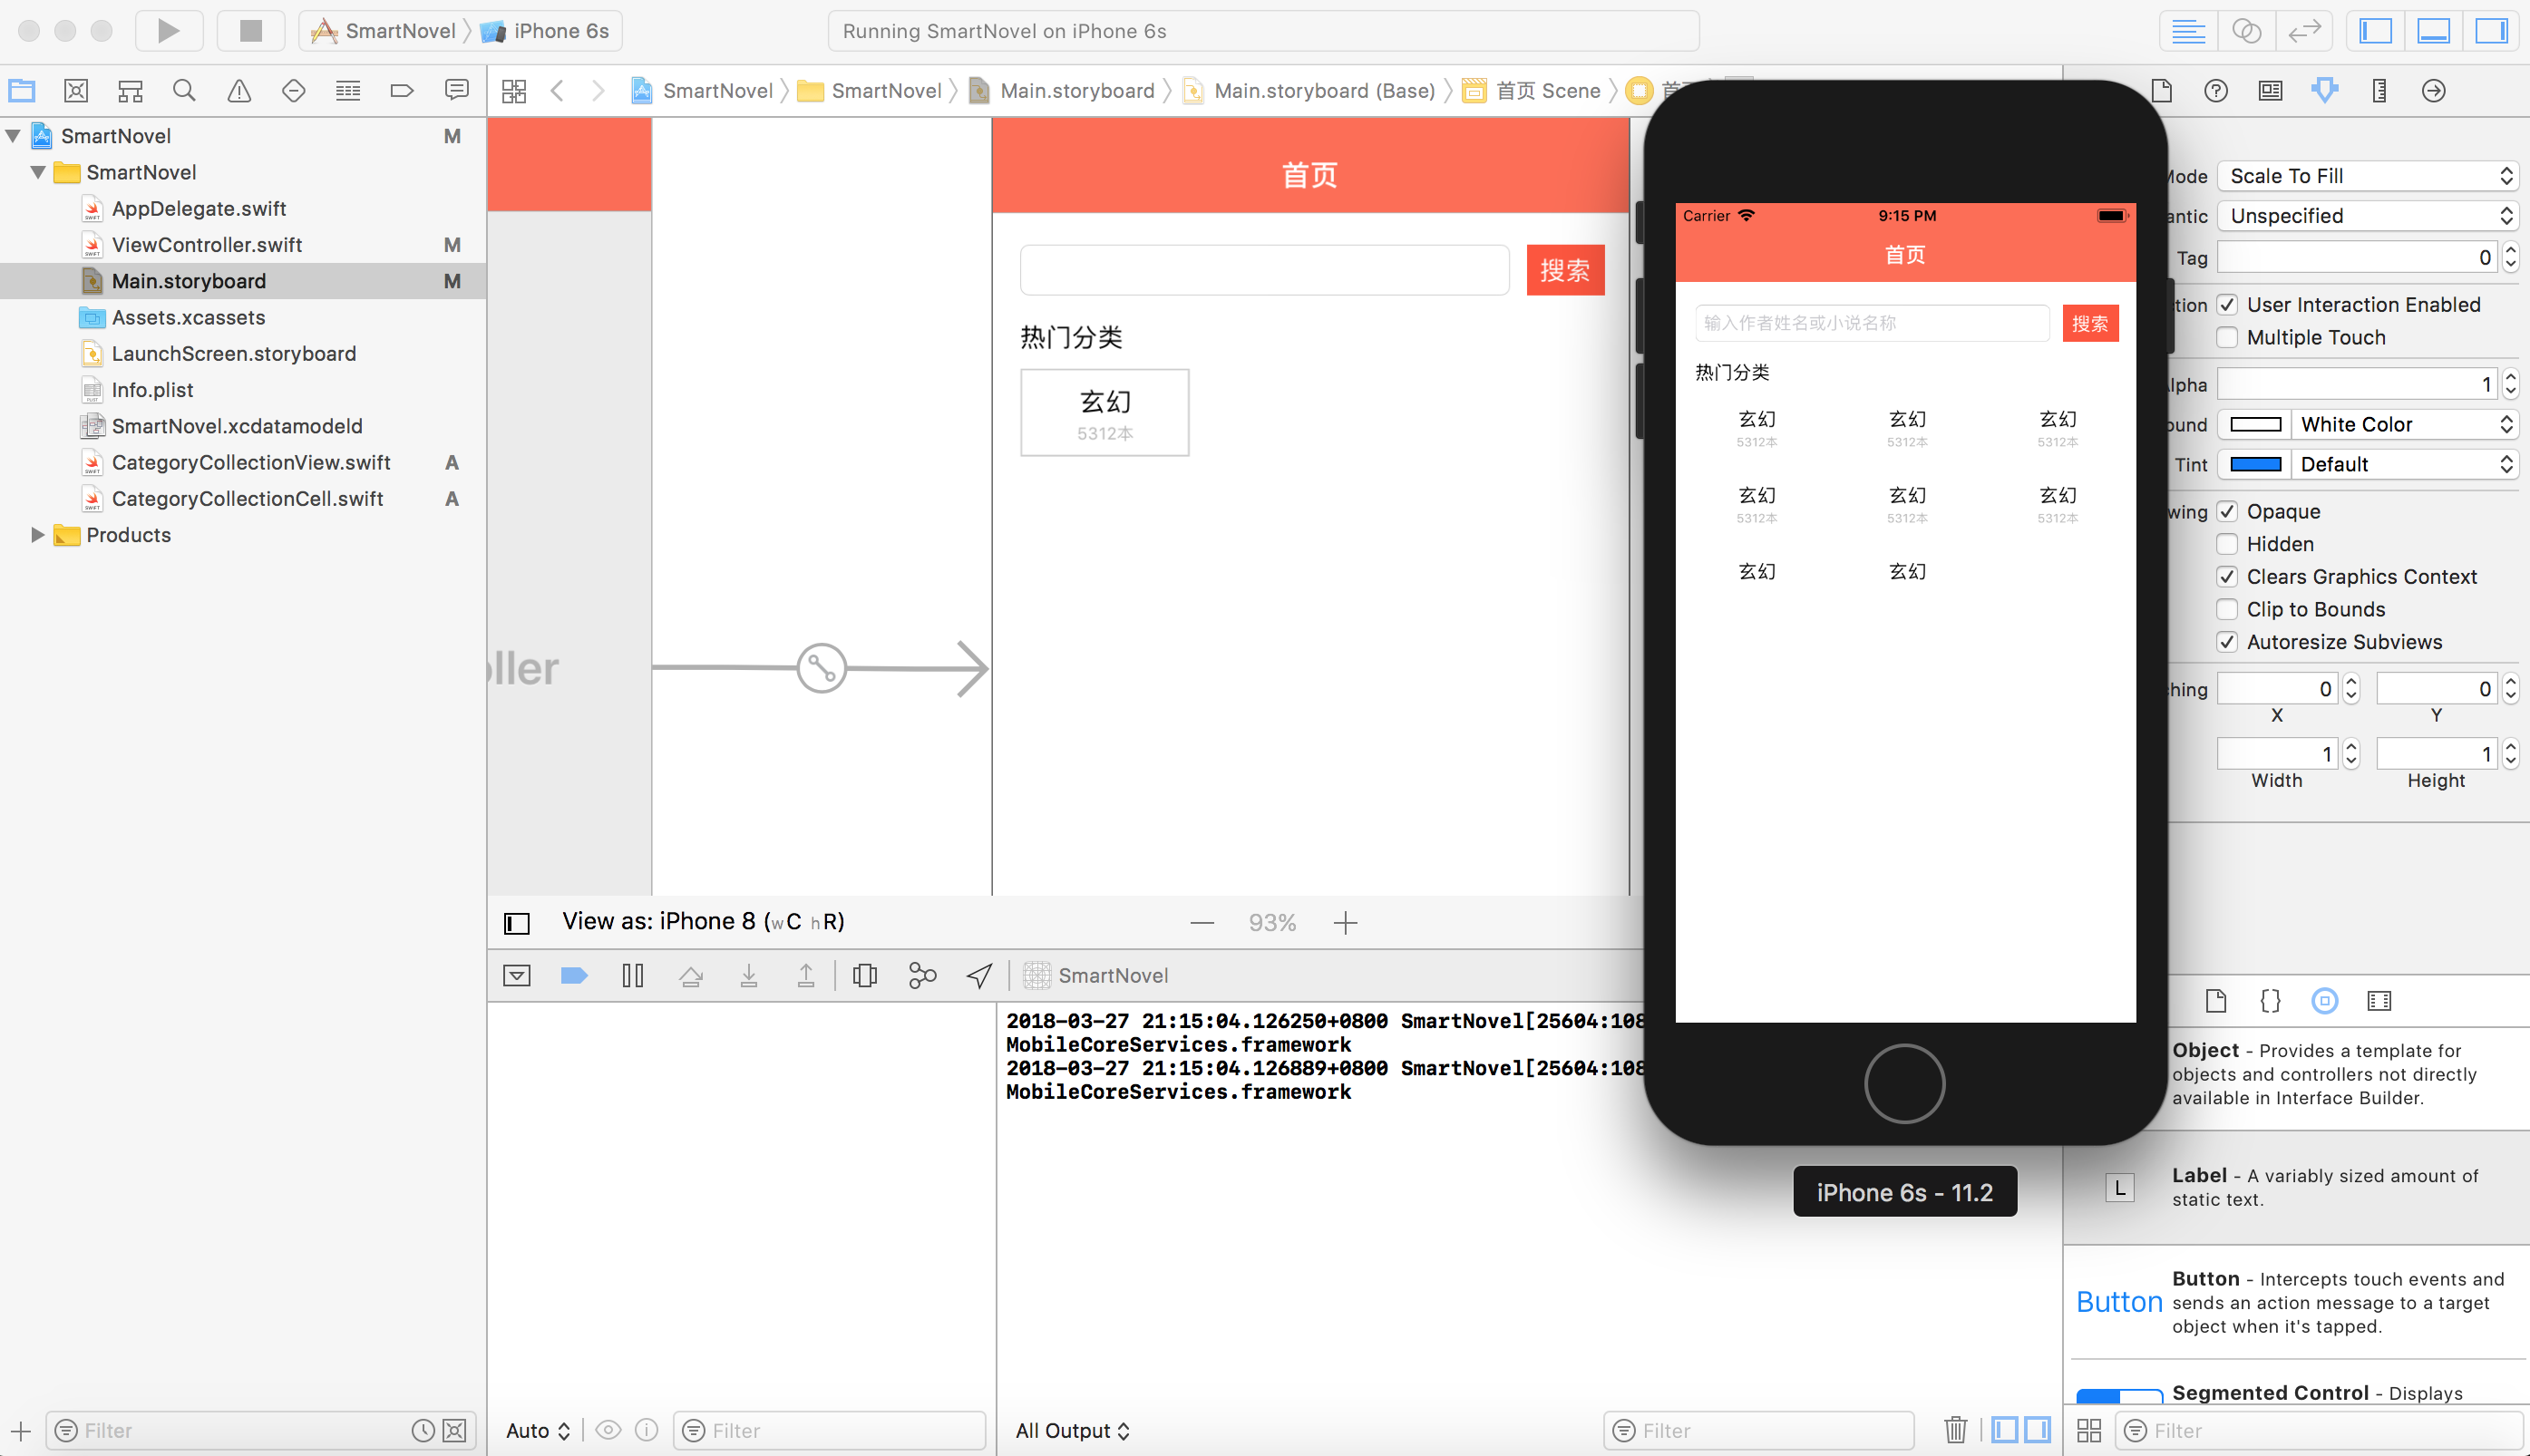 SmartNovel
iPhone 6s
Running SmartNovel on iPhone 6s
SmartNovel
SmartNovel
Main.storyboard
Main.storyboard (Base)
首页 Scene
SmartNovel M
SmartNovel
AppDelegate.swift
ViewController.swift M
Main.storyboard M
Assets.xcassets
LaunchScreen.storyboard
Info.plist
SmartNovel.xcdatamodeld
CategoryCollectionView.swift A
CategoryCollectionCell.swift A
Products
Filter
oller
首页
搜索
热门分类
玄幻
5312本
View as: iPhone 8 (wC hR)
93%
SmartNovel
2018-03-27 21:15:04.126250+0800 SmartNovel[25604:108
MobileCoreServices.framework
2018-03-27 21:15:04.126889+0800 SmartNovel[25604:108
MobileCoreServices.framework
Auto
Filter
All Output
Filter
Carrier 9:15 PM
首页
输入作者姓名或小说名称 搜索
热门分类
玄幻 玄幻 玄幻
5312本 5312本 5312本
玄幻 玄幻 玄幻
5312本 5312本 5312本
玄幻 玄幻
iPhone 6s - 11.2
Mode Scale To Fill
antic Unspecified
Tag 0
tion User Interaction Enabled
Multiple Touch
lpha 1
ound White Color
Tint Default
wing Opaque
Hidden
Clears Graphics Context
Clip to Bounds
Autoresize Subviews
hing 0 0
X Y
1 1
Width Height
Object - Provides a template for
objects and controllers not directly
available in Interface Builder.
L
Label - A variably sized amount of
static text.
Button
Button - Intercepts touch events and
sends an action message to a target
object when it's tapped.
Segmented Control - Displays
Filter